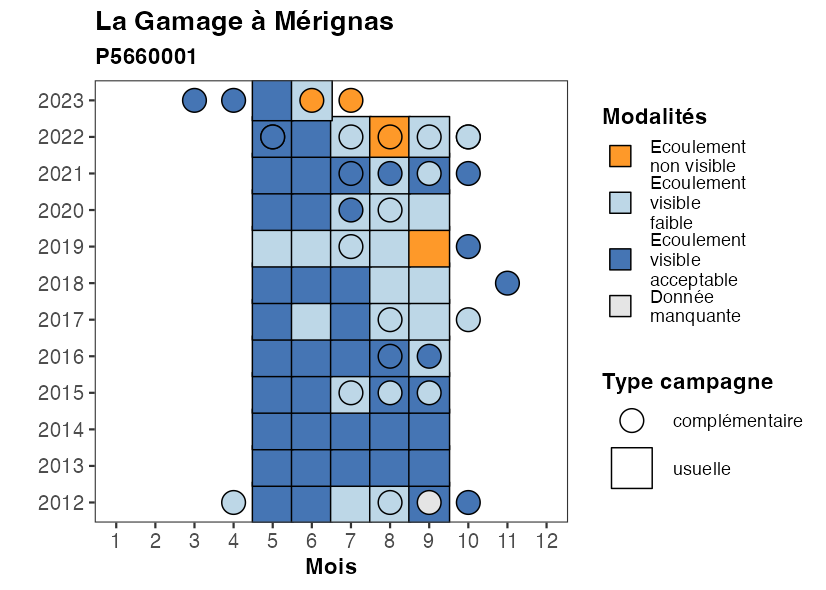 La Gamage à Mérignas
P5660001
2023
2022
2021
2020
2019
2018
2017
2016
2015
2014
2013
2012
1 2 3 4 5 6 7 8 9 10 11 12
Mois
Modalités
Ecoulement
non visible
Ecoulement
visible
faible
Ecoulement
visible
acceptable
Donnée
manquante
Type campagne
complémentaire
usuelle